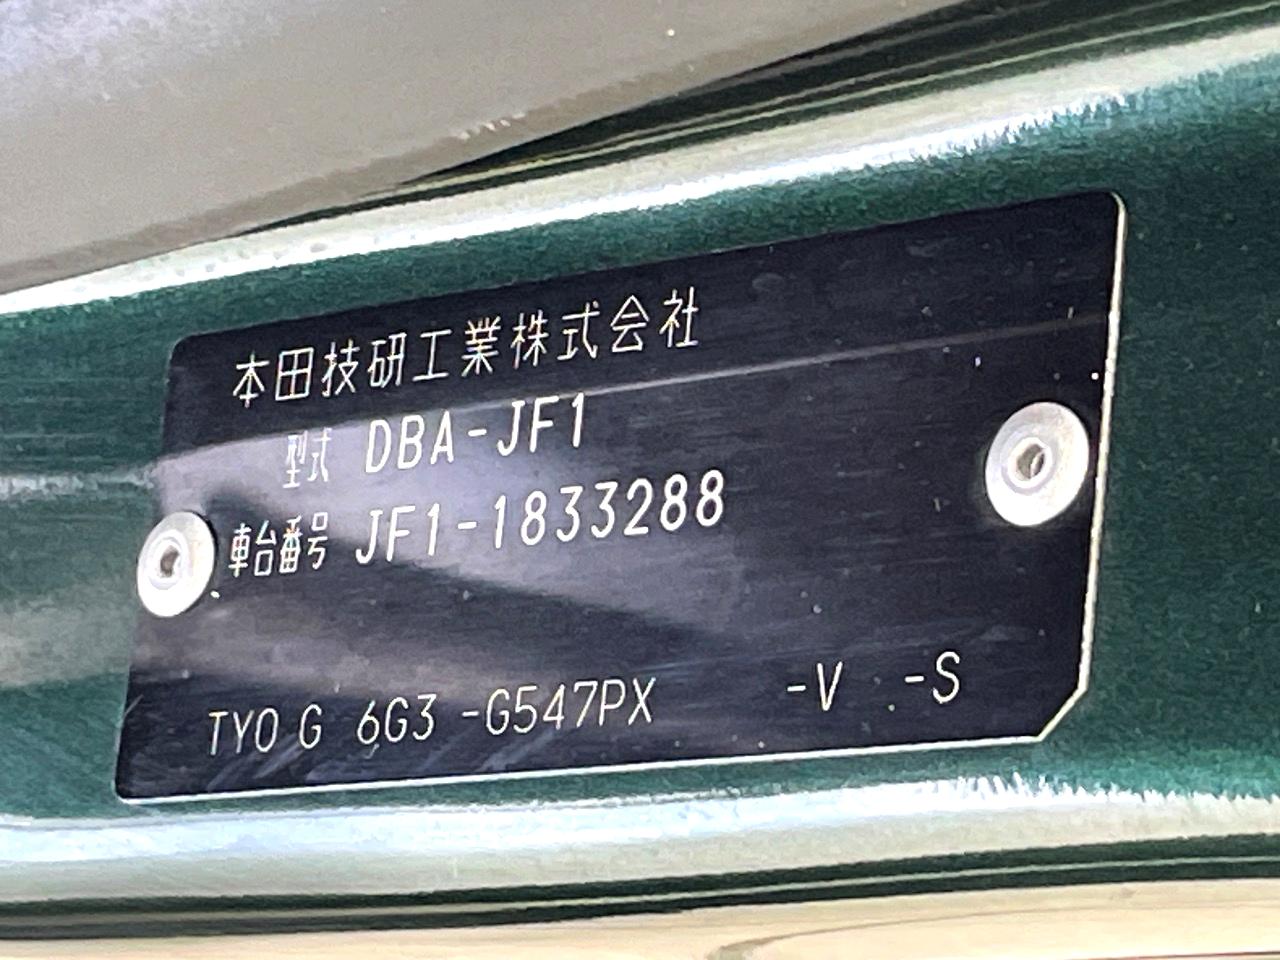 本田技研工業株式会社
型式 DBA-JF1
車台番号 JF1-1833288
TYO G 6G3 -G547PX -V -S